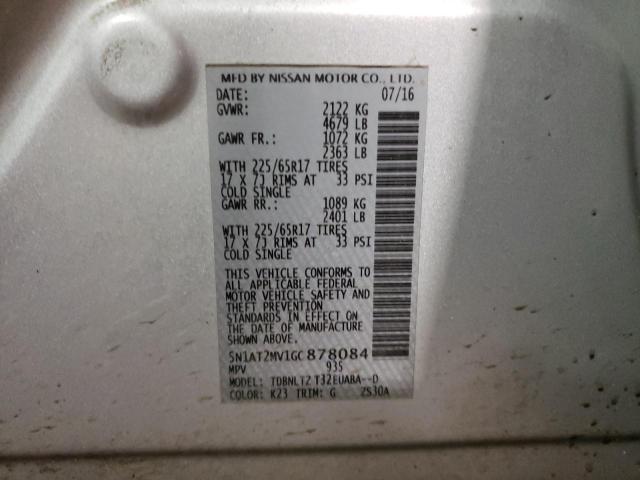 MFD BY NISSAN MOTOR CO., LTD.
DATE: 07/16
GVWR: 2122 KG
4679 LB
GAWR FR.: 1072 KG
2363 LB
WITH 225/65R17 TIRES
17 X 7J RIMS AT 33 PSI
COLD SINGLE
GAWR RR.: 1089 KG
2401 LB
WITH 225/65R17 TIRES
17 X 7J RIMS AT 33 PSI
COLD SINGLE
THIS VEHICLE CONFORMS TO
ALL APPLICABLE FEDERAL
MOTOR VEHICLE SAFETY AND
THEFT PREVENTION
STANDARDS IN EFFECT ON
THE DATE OF MANUFACTURE
SHOWN ABOVE.
5N1AT2MV1GC878084
MPV 935
MODEL: TDBNLTZ T32EUABA--D
COLOR: K23 TRIM: G 2S30A